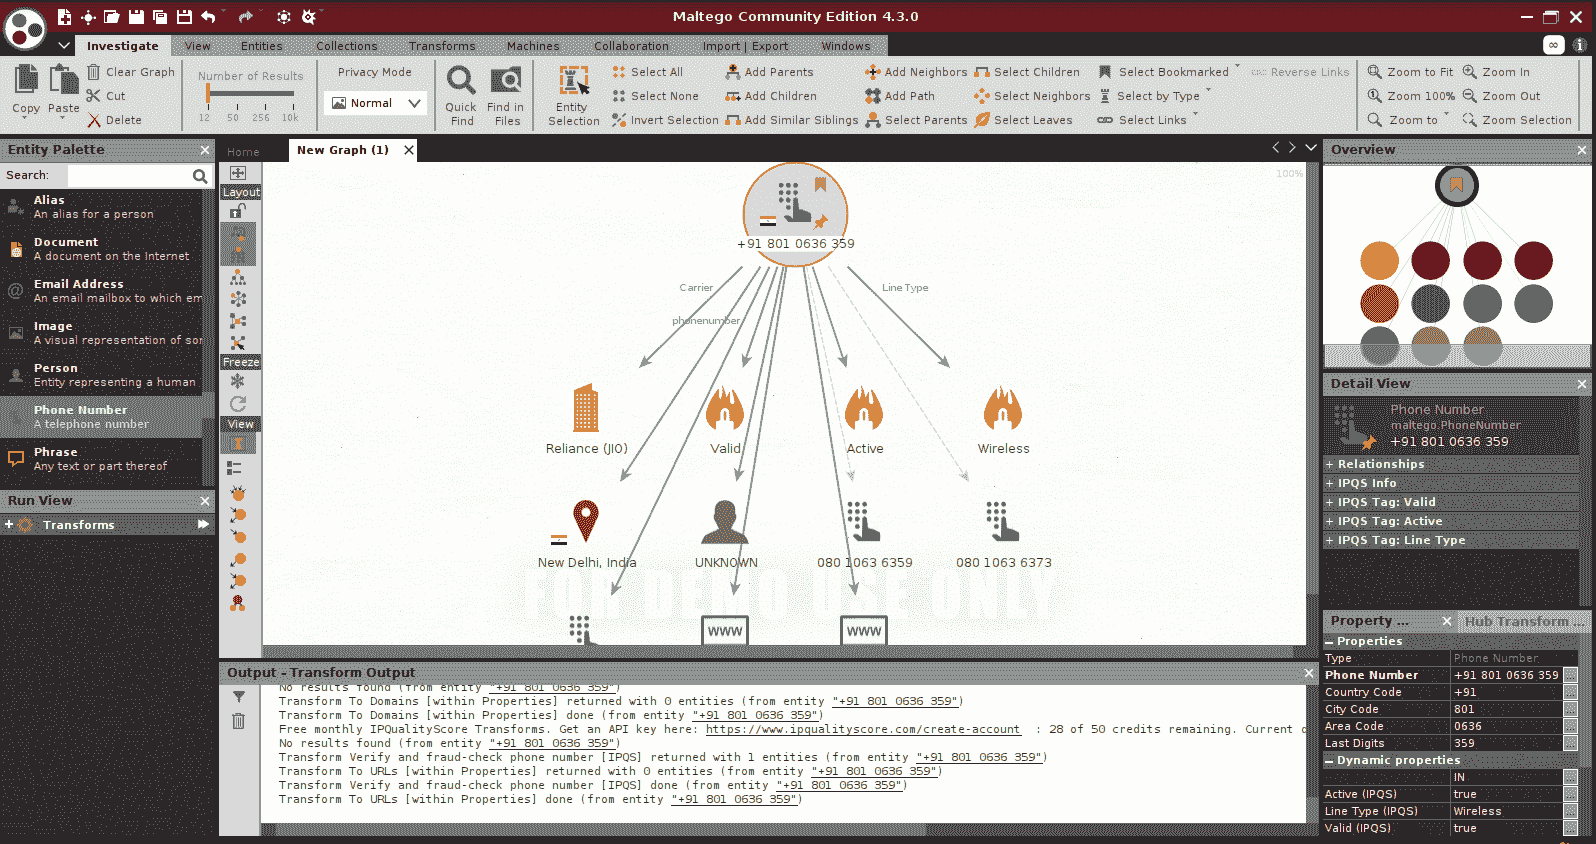 Maltego Community Edition 4.3.0
Investigate View Entities Collections Transforms Machines Collaboration Import | Export Windows
Copy
Paste
Clear Graph
Cut
Delete
Number of Results
12 50 256 10k
Privacy Mode
Normal
Quick
Find
Find in
Files
Entity
Selection
Select All
Select None
Invert Selection
Add Parents
Add Children
Add Similar Siblings
Add Neighbors
Add Path
Select Parents
Select Children
Select Neighbors
Select Leaves
Select Bookmarked
Select by Type
Select Links
Reverse Links
Zoom to Fit
Zoom 100%
Zoom to
Zoom In
Zoom Out
Zoom Selection
Entity Palette
Search:
Alias
An alias for a person
Document
A document on the Internet
Email Address
An email mailbox to which em
Image
A visual representation of sor
Person
Entity representing a human
Phone Number
A telephone number
Phrase
Any text or part thereof
Run View
+ Transforms
Home
New Graph (1)
Layout
Freeze
View
100%
+91 801 0636 359
Carrier
Line Type
phonenumber
Reliance (JIO)
Valid
Active
Wireless
New Delhi, India
UNKNOWN
080 1063 6359
080 1063 6373
FOR DEMO USE ONLY
WWW
WWW
Output - Transform Output
No results found (from entity "+91 801 0636 359")
Transform To Domains [within Properties] returned with 0 entities (from entity "+91 801 0636 359")
Transform To Domains [within Properties] done (from entity "+91 801 0636 359")
Free monthly IPQualityScore Transforms. Get an API key here: https://www.ipqualityscore.com/create-account : 28 of 50 credits remaining. Current c
No results found (from entity "+91 801 0636 359")
Transform Verify and fraud-check phone number [IPQS] returned with 1 entities (from entity "+91 801 0636 359")
Transform To URLs [within Properties] returned with 0 entities (from entity "+91 801 0636 359")
Transform Verify and fraud-check phone number [IPQS] done (from entity "+91 801 0636 359")
Transform To URLs [within Properties] done (from entity "+91 801 0636 359")
Overview
Detail View
Phone Number
maltego.PhoneNumber
+91 801 0636 359
+ Relationships
+ IPQS Info
+ IPQS Tag: Valid
+ IPQS Tag: Active
+ IPQS Tag: Line Type
Property ...
Hub Transform ...
Properties
Type Phone Number
Phone Number +91 801 0636 359
Country Code +91
City Code 801
Area Code 0636
Last Digits 359
Dynamic properties
IN
Active (IPQS) true
Line Type (IPQS) Wireless
Valid (IPQS) true